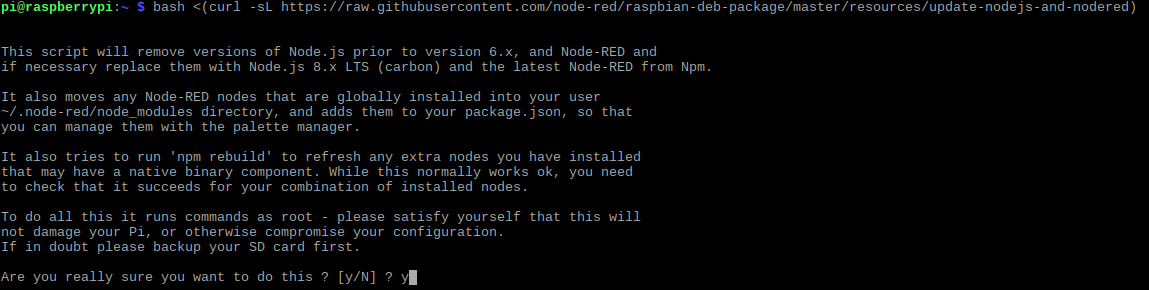 pi@raspberrypi:~ $ bash <(curl -sL https://raw.githubusercontent.com/node-red/raspbian-deb-package/master/resources/update-nodejs-and-nodered)
This script will remove versions of Node.js prior to version 6.x, and Node-RED and
if necessary replace them with Node.js 8.x LTS (carbon) and the latest Node-RED from Npm.
It also moves any Node-RED nodes that are globally installed into your user
~/.node-red/node_modules directory, and adds them to your package.json, so that
you can manage them with the palette manager.
It also tries to run 'npm rebuild' to refresh any extra nodes you have installed
that may have a native binary component. While this normally works ok, you need
to check that it succeeds for your combination of installed nodes.
To do all this it runs commands as root - please satisfy yourself that this will
not damage your Pi, or otherwise compromise your configuration.
If in doubt please backup your SD card first.
Are you really sure you want to do this ? [y/N] ? y